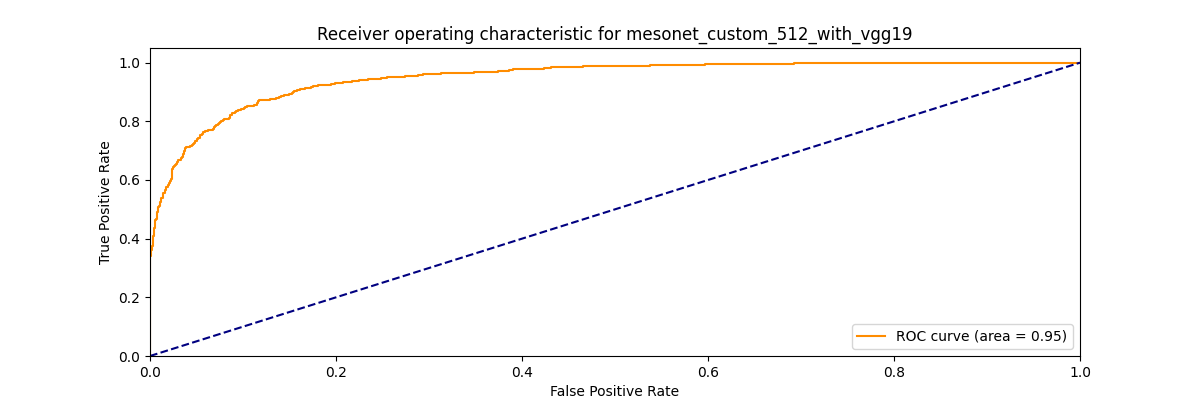 Receiver operating characteristic for mesonet_custom_512_with_vgg19
1.0
0.8
0.6
0.4
0.2
0.0
True Positive Rate
ROC curve (area = 0.95)
0.0 0.2 0.4 0.6 0.8 1.0
False Positive Rate